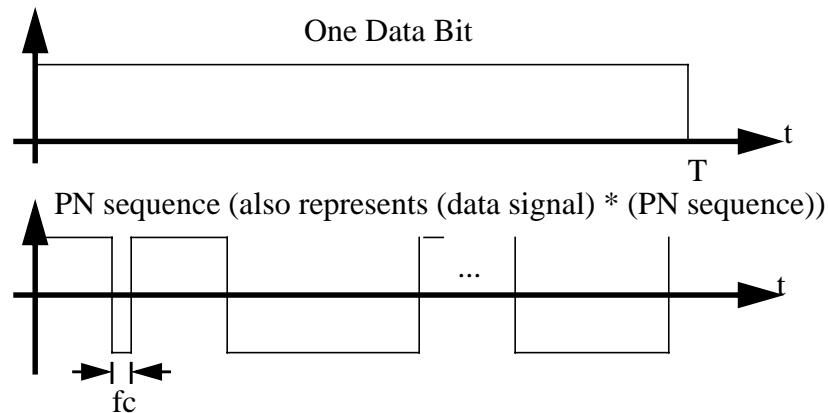 One Data Bit
t
T
PN sequence (also represents (data signal) * (PN sequence))
...
t
fc